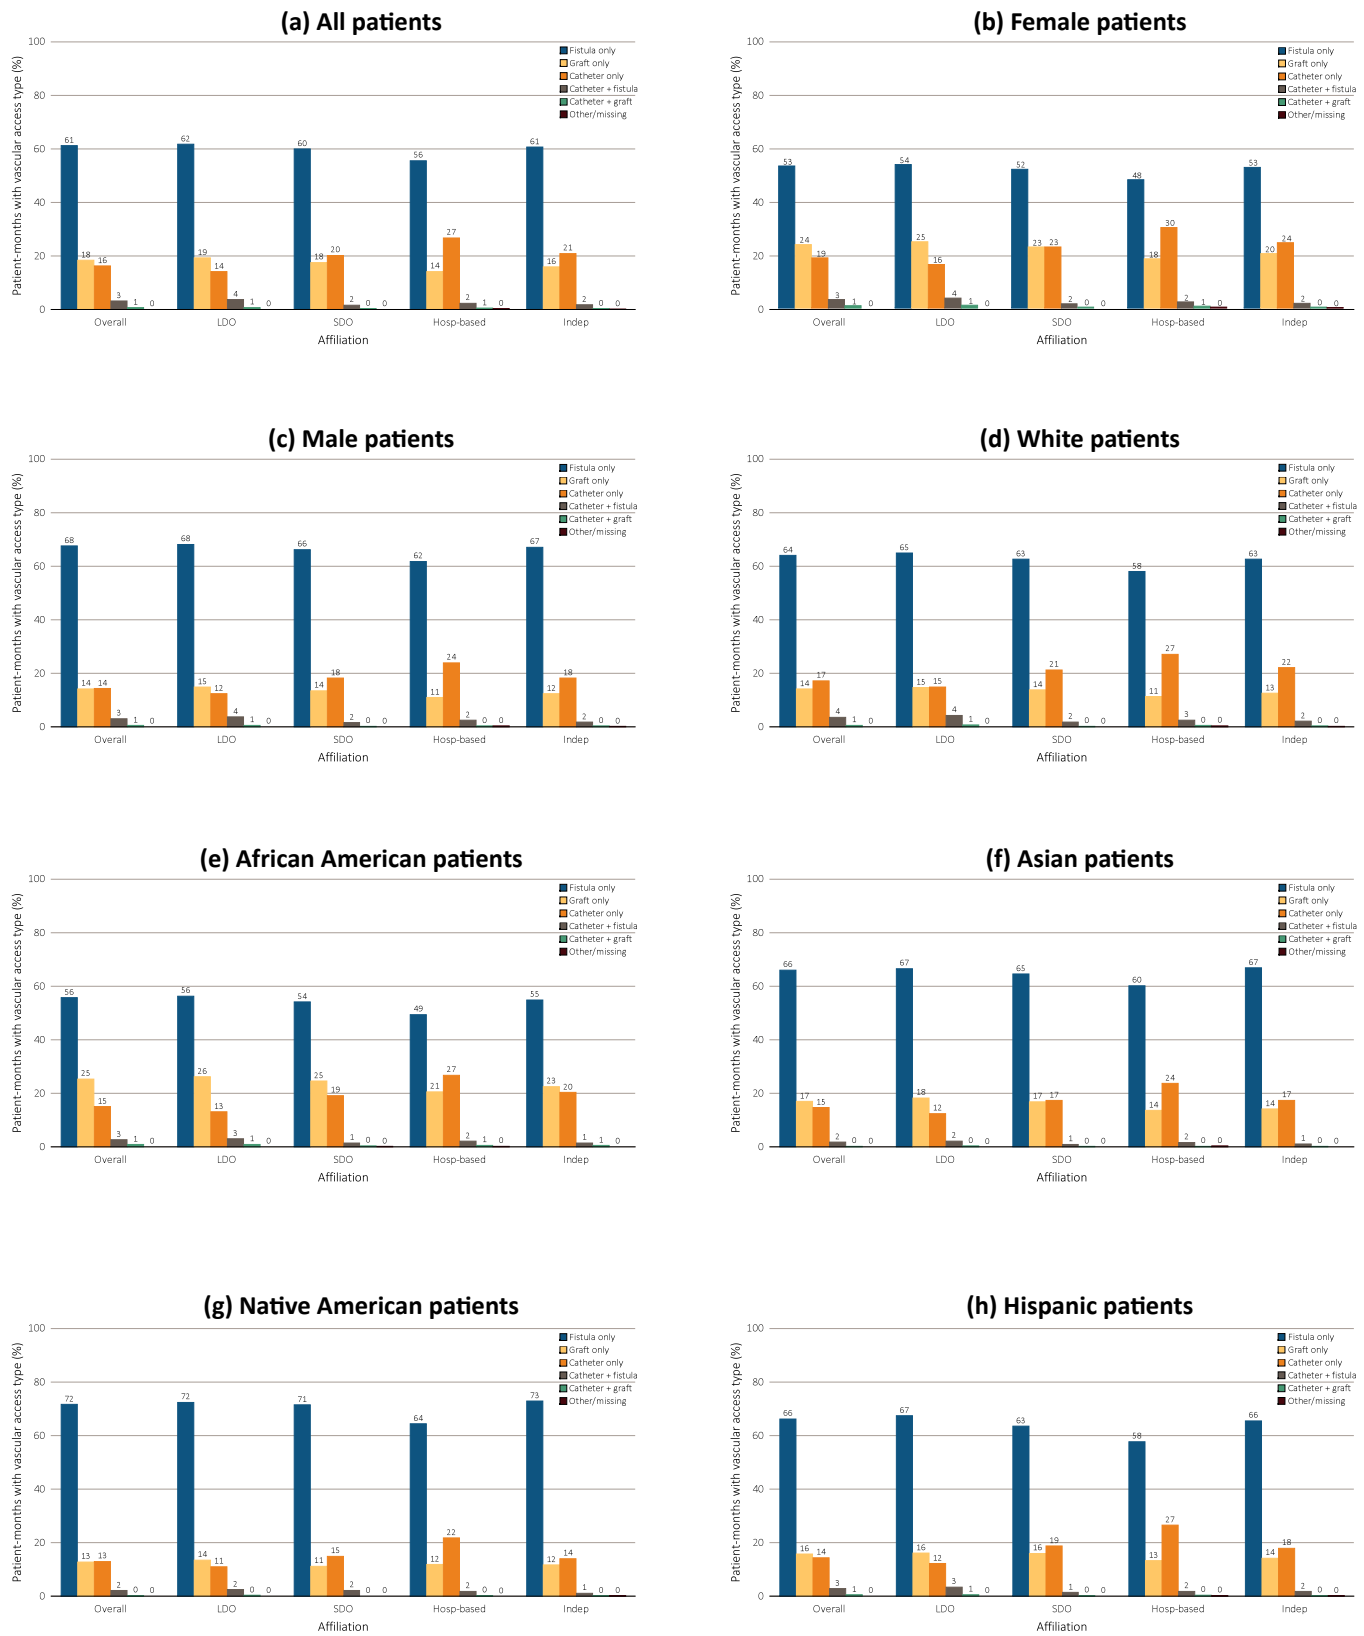 (a) All patients
Patient-months with vascular access type (%)
100
80
60
40
20
0
Fistula only
Graft only
Catheter only
Catheter + fistula
Catheter + graft
Other/missing
61 18 16 3 1 0
62 19 14 4 1 0
60 18 20 2 0 0
56 14 27 2 1 0
61 16 21 2 0 0
Overall LDO SDO Hosp-based Indep
Affiliation
(b) Female patients
Patient-months with vascular access type (%)
100
80
60
40
20
0
Fistula only
Graft only
Catheter only
Catheter + fistula
Catheter + graft
Other/missing
53 24 19 3 1 0
54 25 16 4 1 0
52 23 23 2 0 0
48 18 30 2 1 0
53 20 24 2 0 0
Overall LDO SDO Hosp-based Indep
Affiliation
(c) Male patients
Patient-months with vascular access type (%)
100
80
60
40
20
0
Fistula only
Graft only
Catheter only
Catheter + fistula
Catheter + graft
Other/missing
68 14 14 3 1 0
68 15 12 4 1 0
66 14 18 2 0 0
62 11 24 2 0 0
67 12 18 2 0 0
Overall LDO SDO Hosp-based Indep
Affiliation
(d) White patients
Patient-months with vascular access type (%)
100
80
60
40
20
0
Fistula only
Graft only
Catheter only
Catheter + fistula
Catheter + graft
Other/missing
64 14 17 4 1 0
65 15 15 4 1 0
63 14 21 2 0 0
58 11 27 3 0 0
63 13 22 2 0 0
Overall LDO SDO Hosp-based Indep
Affiliation
(e) African American patients
Patient-months with vascular access type (%)
100
80
60
40
20
0
Fistula only
Graft only
Catheter only
Catheter + fistula
Catheter + graft
Other/missing
56 25 15 3 1 0
56 26 13 3 1 0
54 25 19 1 0 0
49 21 27 2 1 0
55 23 20 1 1 0
Overall LDO SDO Hosp-based Indep
Affiliation
(f) Asian patients
Patient-months with vascular access type (%)
100
80
60
40
20
0
Fistula only
Graft only
Catheter only
Catheter + fistula
Catheter + graft
Other/missing
66 17 15 2 0 0
67 18 12 2 0 0
65 17 17 1 0 0
60 14 24 2 0 0
67 14 17 1 0 0
Overall LDO SDO Hosp-based Indep
Affiliation
(g) Native American patients
Patient-months with vascular access type (%)
100
80
60
40
20
0
Fistula only
Graft only
Catheter only
Catheter + fistula
Catheter + graft
Other/missing
72 13 13 2 0 0
72 14 11 2 0 0
71 11 15 2 0 0
64 12 22 2 0 0
73 12 14 1 0 0
Overall LDO SDO Hosp-based Indep
Affiliation
(h) Hispanic patients
Patient-months with vascular access type (%)
100
80
60
40
20
0
Fistula only
Graft only
Catheter only
Catheter + fistula
Catheter + graft
Other/missing
66 16 14 3 1 0
67 16 12 3 1 0
63 16 19 1 0 0
58 13 27 2 0 0
66 14 18 2 0 0
Overall LDO SDO Hosp-based Indep
Affiliation